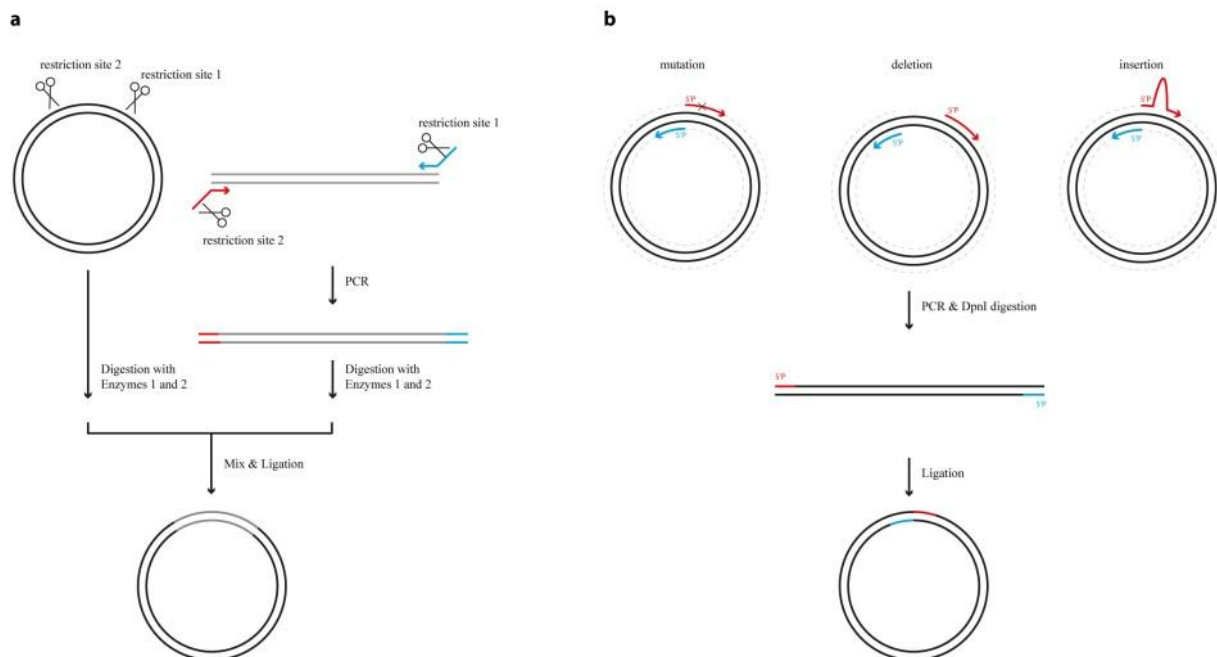 a
restriction site 2
restriction site 1
restriction site 1
restriction site 2
PCR
Digestion with
Enzymes 1 and 2
Digestion with
Enzymes 1 and 2
Mix & Ligation
b
mutation
deletion
insertion
5'P
5'P
5'P
5'P
5'P
5'P
PCR & DpnI digestion
5'P
5'P
Ligation